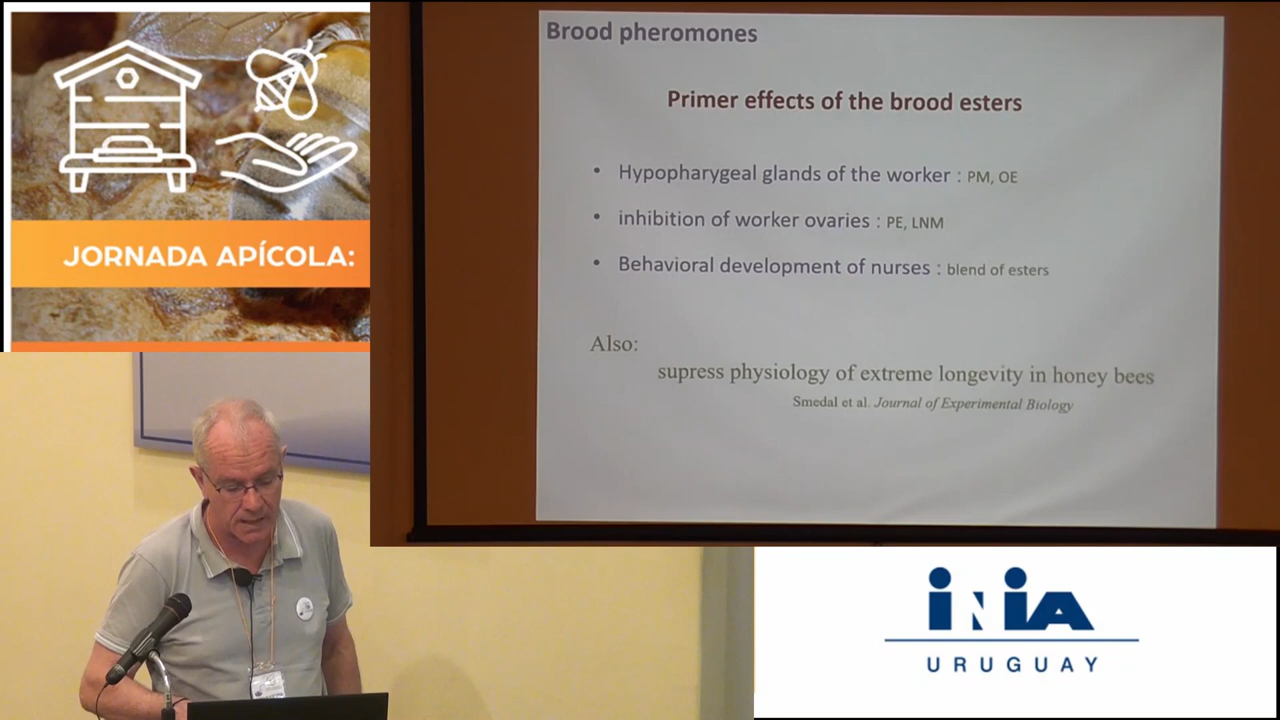 JORNADA APÍCOLA:
Brood pheromones
Primer effects of the brood esters
• Hypopharygeal glands of the worker : PM, OE
• inhibition of worker ovaries : PE, LNM
• Behavioral development of nurses : blend of esters
Also:
supress physiology of extreme longevity in honey bees
Smedal et al. Journal of Experimental Biology
INIA
URUGUAY